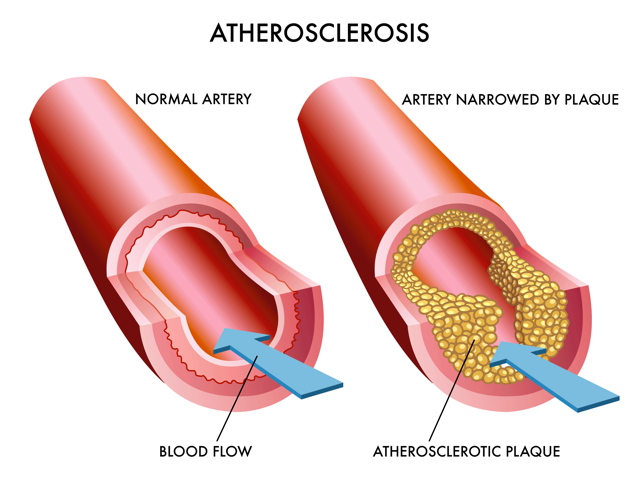 ATHEROSCLEROSIS
NORMAL ARTERY
ARTERY NARROWED BY PLAQUE
BLOOD FLOW
ATHEROSCLEROTIC PLAQUE